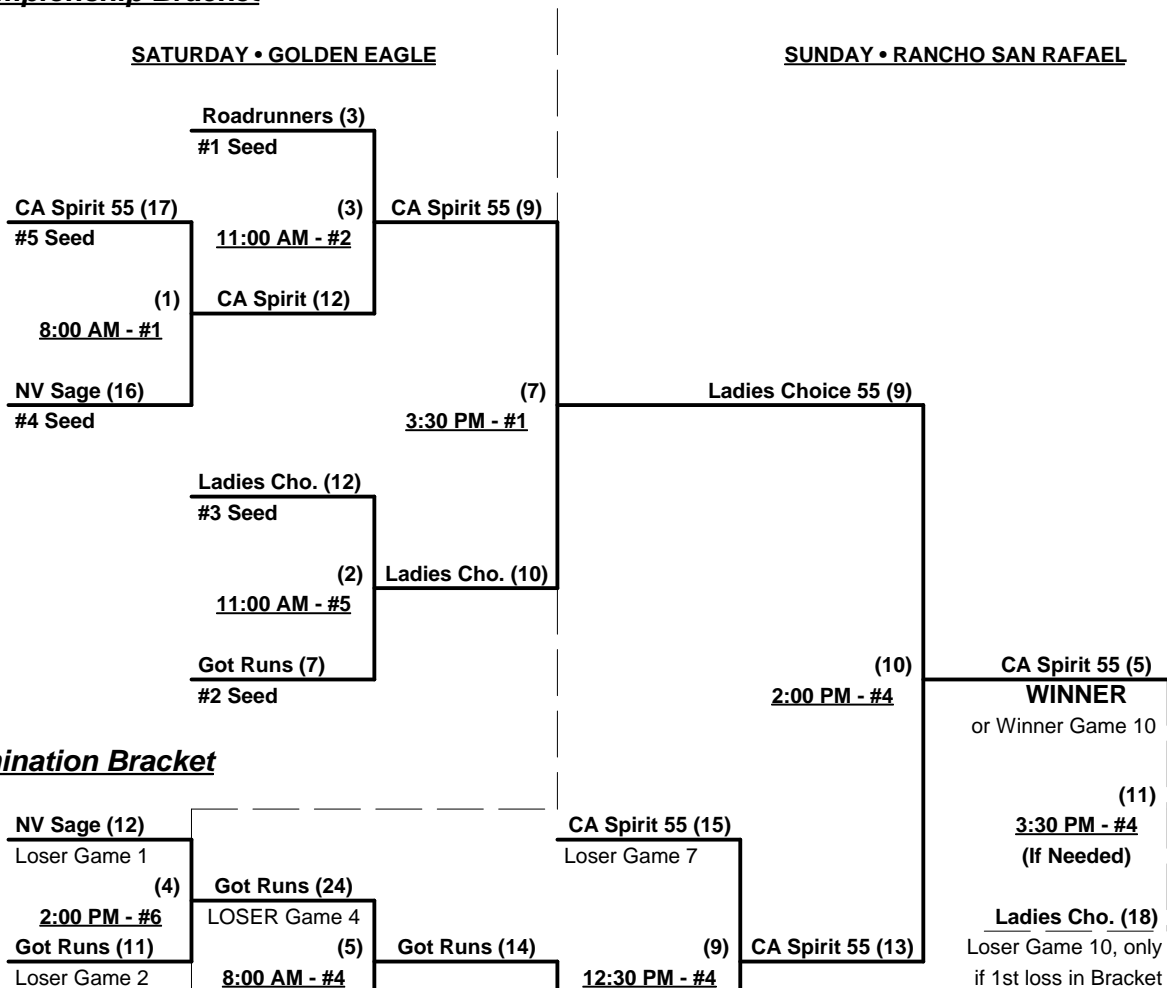 SATURDAY • GOLDEN EAGLE
SUNDAY • RANCHO SAN RAFAEL
Roadrunners (3)
#1 Seed
CA Spirit 55 (17)
(3)
CA Spirit 55 (9)
#5 Seed
11:00 AM - #2
(1)
CA Spirit (12)
8:00 AM - #1
NV Sage (16)
(7)
Ladies Choice 55 (9)
#4 Seed
3:30 PM - #1
Ladies Cho. (12)
#3 Seed
(2)
Ladies Cho. (10)
11:00 AM - #5
Got Runs (7)
(10)
CA Spirit 55 (5)
#2 Seed
2:00 PM - #4
WINNER
or Winner Game 10
Bracket
(11)
NV Sage (12)
CA Spirit 55 (15)
3:30 PM - #4
Loser Game 1
Loser Game 7
(If Needed)
(4)
Got Runs (24)
2:00 PM - #6
LOSER Game 4
Ladies Cho. (18)
Got Runs (11)
(5)
Got Runs (14)
(9)
CA Spirit 55 (13)
Loser Game 10, only
Loser Game 2
8:00 AM - #4
12:30 PM - #4
if 1st loss in Bracket